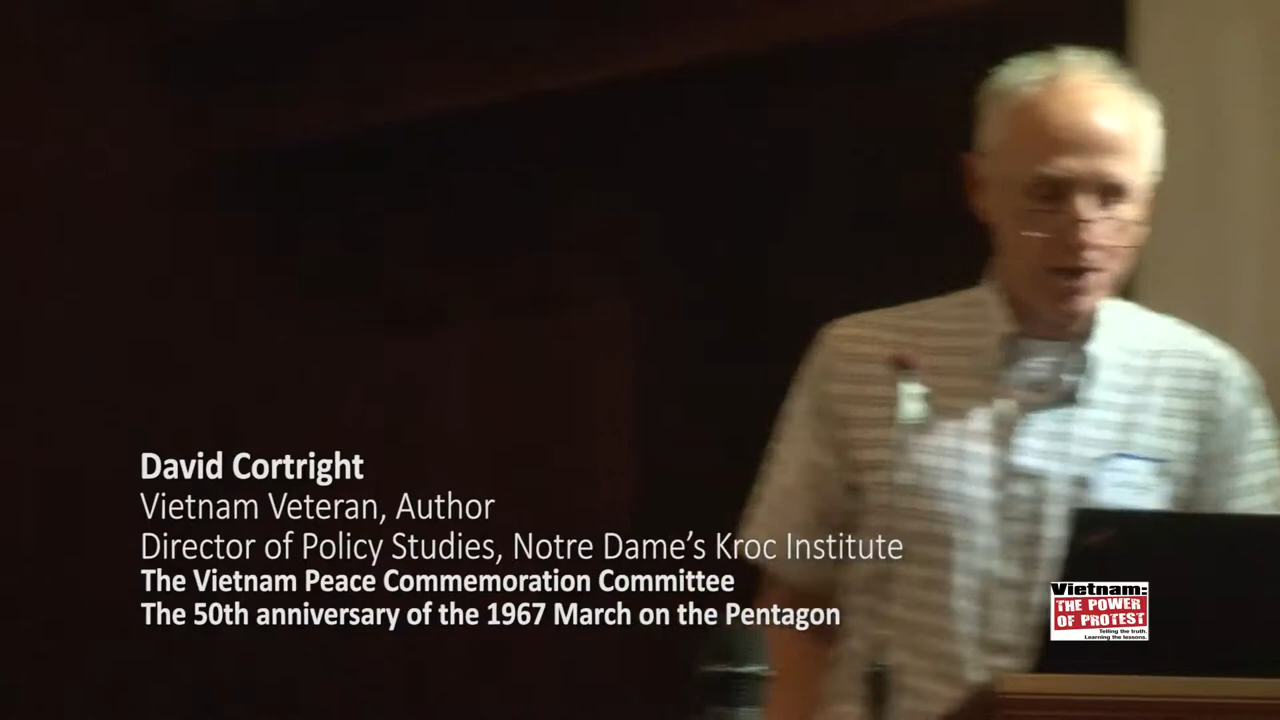 David Cortright
Vietnam Veteran, Author
Director of Policy Studies, Notre Dame’s Kroc Institute
The Vietnam Peace Commemoration Committee
The 50th anniversary of the 1967 March on the Pentagon
Vietnam:
THE POWER
OF PROTEST
Telling the truth.
Learning the lessons.